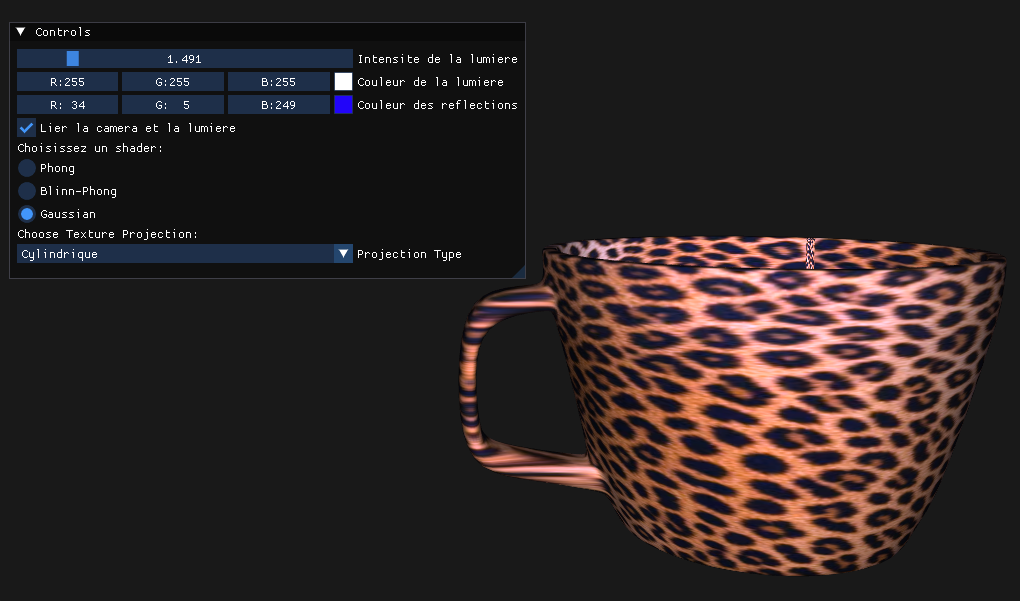 Controls
1.491 Intensite de la lumiere
R:255 G:255 B:255 Couleur de la lumiere
R: 34 G: 5 B:249 Couleur des reflections
Lier la camera et la lumiere
Choisissez un shader:
Phong
Blinn-Phong
Gaussian
Choose Texture Projection:
Cylindrique Projection Type